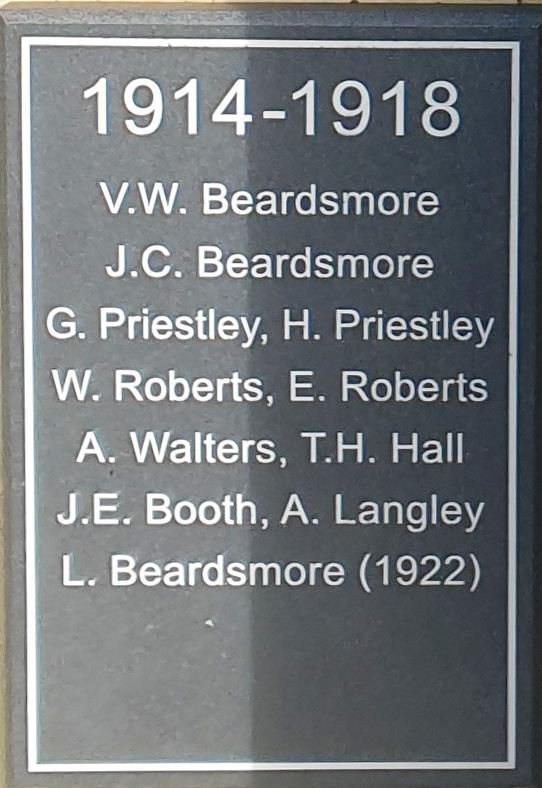 1914-1918
V.W. Beardsmore
J.C. Beardsmore
G. Priestley, H. Priestley
W. Roberts, E. Roberts
A. Walters, T.H. Hall
J.E. Booth, A. Langley
L. Beardsmore (1922)